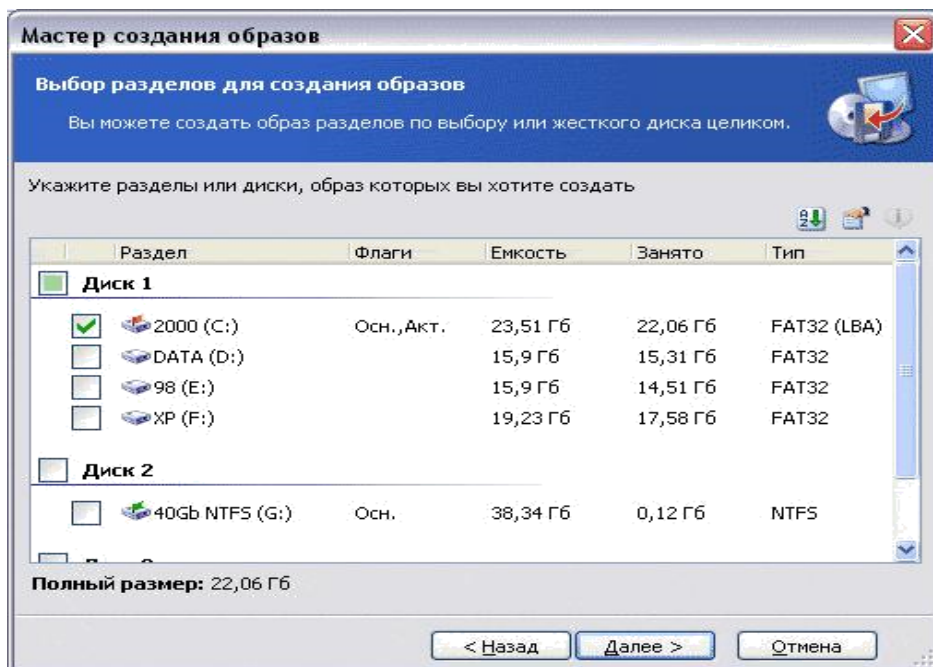 Мастер создания образов
Выбор разделов для создания образов
Вы можете создать образ разделов по выбору или жесткого диска целиком.
Укажите разделы или диски, образ которых вы хотите создать
Раздел Флаги Емкость Занято Тип
Диск 1
2000 (C:) Осн.,Акт. 23,51 Гб 22,06 Гб FAT32 (LBA)
DATA (D:) 15,9 Гб 15,31 Гб FAT32
98 (E:) 15,9 Гб 14,51 Гб FAT32
XP (F:) 19,23 Гб 17,58 Гб FAT32
Диск 2
40Gb NTFS (G:) Осн. 38,34 Гб 0,12 Гб NTFS
Полный размер: 22,06 Гб
< Назад Далее > Отмена